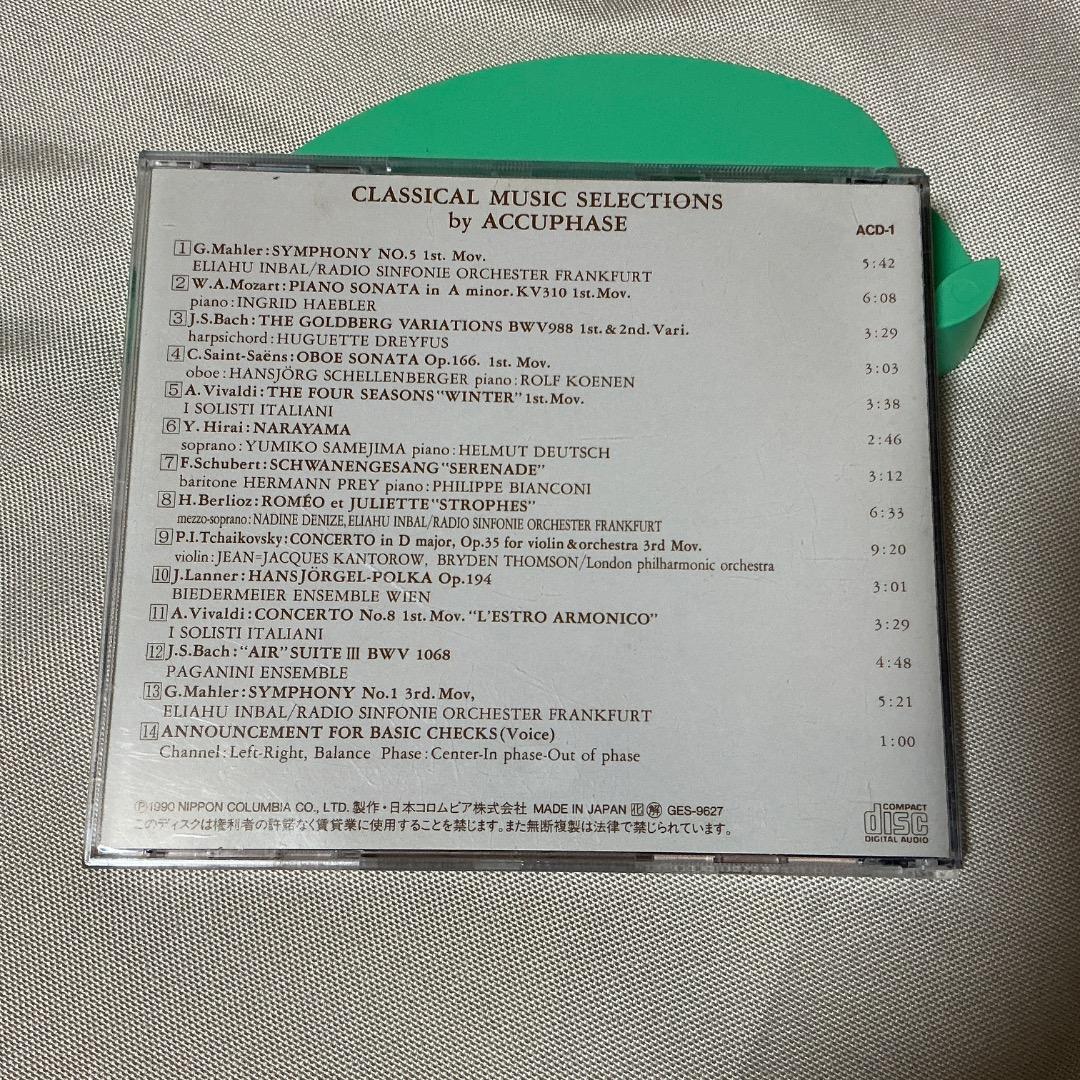 CLASSICAL MUSIC SELECTIONS
by ACCUPHASE
ACD-1
1 G.Mahler:SYMPHONY NO.5 1st. Mov. 5:42
ELIAHU INBAL/RADIO SINFONIE ORCHESTER FRANKFURT
2 W.A.Mozart:PIANO SONATA in A minor.KV310 1st.Mov. 6:08
piano:INGRID HAEBLER
3 J.S.Bach:THE GOLDBERG VARIATIONS BWV988 1st.&2nd.Vari. 3:29
harpsichord:HUGUETTE DREYFUS
4 C.Saint-Saëns:OBOE SONATA Op.166. 1st. Mov. 3:03
oboe:HANSJÖRG SCHELLENBERGER piano:ROLF KOENEN
5 A.Vivaldi:THE FOUR SEASONS"WINTER"1st.Mov. 3:38
I SOLISTI ITALIANI
6 Y. Hirai:NARAYAMA 2:46
soprano:YUMIKO SAMEJIMA piano:HELMUT DEUTSCH
7 F.Schubert:SCHWANENGESANG"SERENADE" 3:12
baritone HERMANN PREY piano:PHILIPPE BIANCONI
8 H.Berlioz:ROMÉO et JULIETTE"STROPHES" 6:33
mezzo-soprano:NADINE DENIZE,ELIAHU INBAL/RADIO SINFONIE ORCHESTER FRANKFURT
9 P.I.Tchaikovsky:CONCERTO in D major, Op.35 for violin&orchestra 3rd Mov. 9:20
violin:JEAN=JACQUES KANTOROW, BRYDEN THOMSON/London philharmonic orchestra
10 J.Lanner:HANS JÖRGEL-POLKA Op.194 3:01
BIEDERMEIER ENSEMBLE WIEN
11 A.Vivaldi:CONCERTO No.8 1st.Mov. "L'ESTRO ARMONICO" 3:29
I SOLISTI ITALIANI
12 J.S.Bach:"AIR"SUITE III BWV 1068 4:48
PAGANINI ENSEMBLE
13 G.Mahler:SYMPHONY No.1 3rd.Mov, 5:21
ELIAHU INBAL/RADIO SINFONIE ORCHESTER FRANKFURT
14 ANNOUNCEMENT FOR BASIC CHECKS(Voice) 1:00
Channel:Left-Right, Balance Phase:Center-In phase-Out of phase
Ⓟ1990 NIPPON COLUMBIA CO., LTD. 製作・日本コロムビア株式会社 MADE IN JAPAN GES-9627
このディスクは権利者の許諾なく賃貸業に使用することを禁じます。また無断複製は法律で禁じられています。
COMPACT
disc
DIGITAL AUDIO